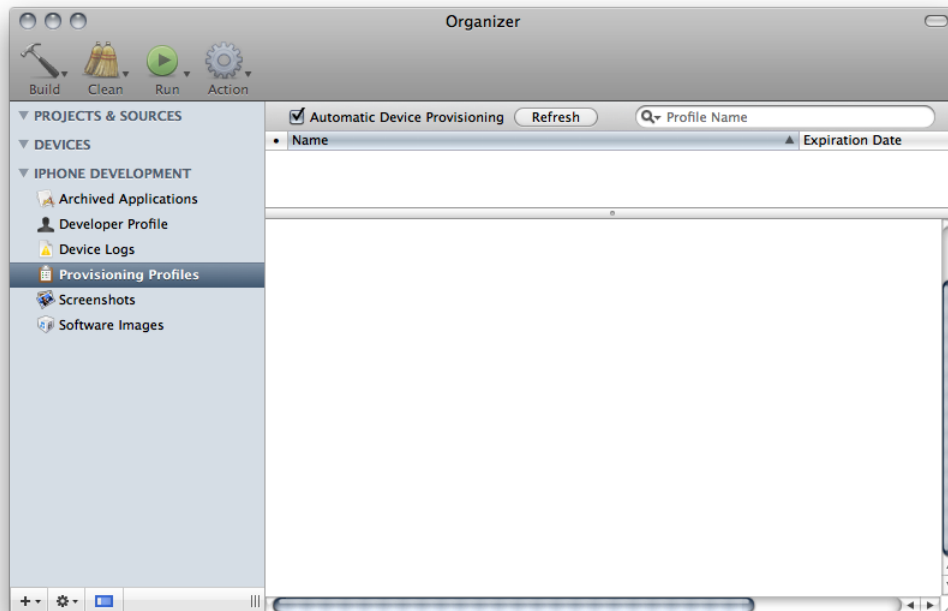 Organizer
Build Clean Run Action
PROJECTS & SOURCES
DEVICES
IPHONE DEVELOPMENT
Archived Applications
Developer Profile
Device Logs
Provisioning Profiles
Screenshots
Software Images
Automatic Device Provisioning Refresh Profile Name
Name Expiration Date